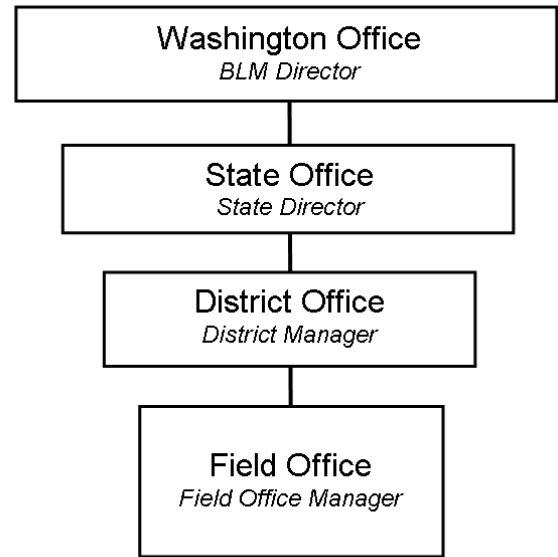 Washington Office
BLM Director
State Office
State Director
District Office
District Manager
Field Office
Field Office Manager